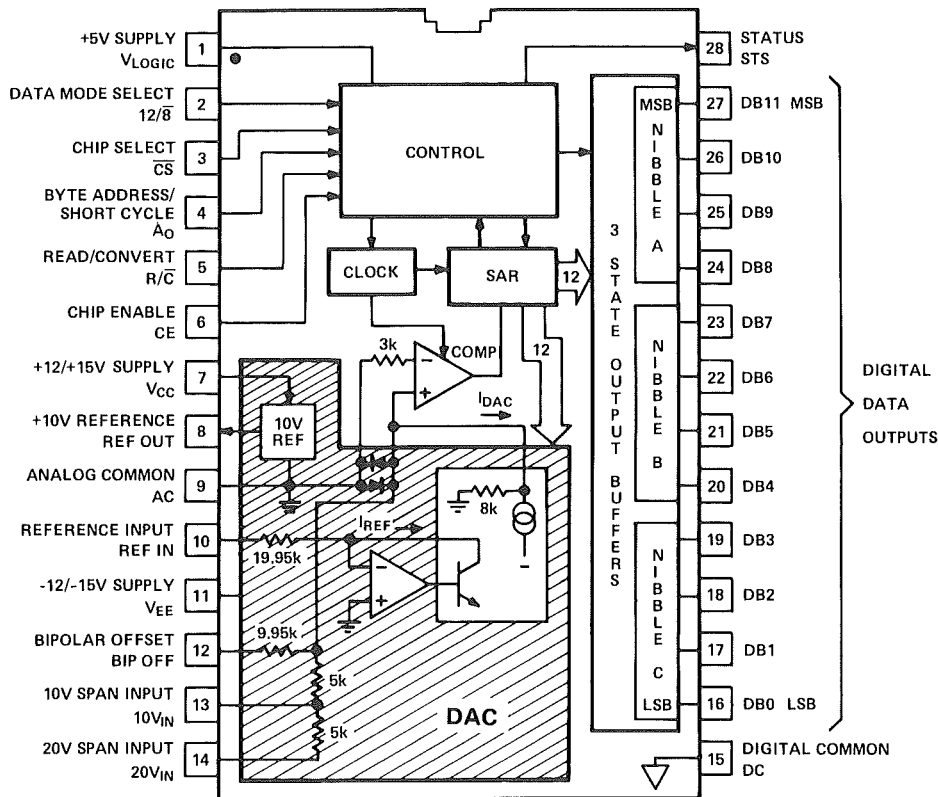 +5V SUPPLY
VLOGIC
1
DATA MODE SELECT
12/8̅
2
CHIP SELECT
C̅S̅
3
BYTE ADDRESS/
SHORT CYCLE
AO
4
READ/CONVERT
R/C̅
5
CHIP ENABLE
CE
6
+12/+15V SUPPLY
VCC
7
+10V REFERENCE
REF OUT
8
ANALOG COMMON
AC
9
REFERENCE INPUT
REF IN
10
-12/-15V SUPPLY
VEE
11
BIPOLAR OFFSET
BIP OFF
12
10V SPAN INPUT
10VIN
13
20V SPAN INPUT
20VIN
14
CONTROL
CLOCK
SAR
12
12
3k
COMP
-
+
IDAC
10V
REF
IREF
19.95k
-
+
8k
-
9.95k
5k
5k
DAC
3 STATE OUTPUT BUFFERS
MSB
NIBBLE A
NIBBLE B
NIBBLE C
LSB
28
STATUS
STS
27
DB11 MSB
26
DB10
25
DB9
24
DB8
23
DB7
22
DB6
21
DB5
20
DB4
19
DB3
18
DB2
17
DB1
16
DB0 LSB
15
DIGITAL COMMON
DC
DIGITAL
DATA
OUTPUTS